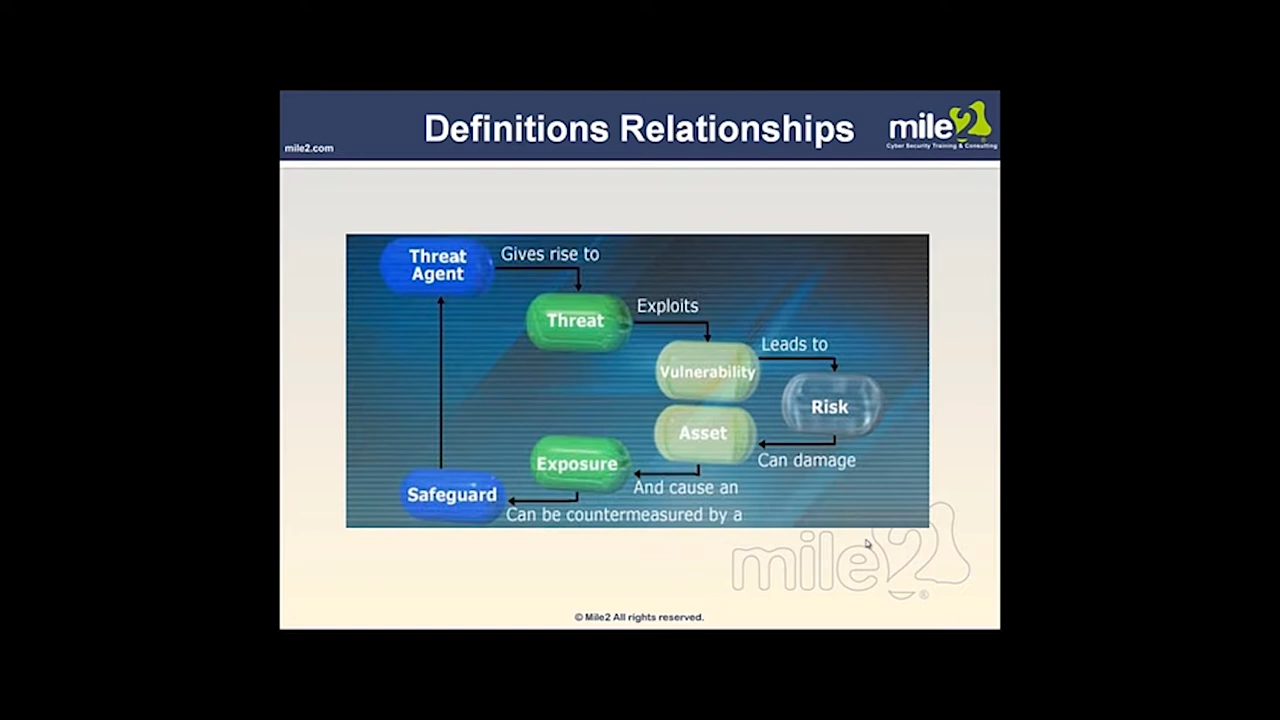 Definitions Relationships
mile2
Cyber Security Training & Consulting
mile2.com
Threat
Agent
Gives rise to
Threat
Exploits
Vulnerability
Leads to
Risk
Can damage
Asset
And cause an
Exposure
Can be countermeasured by a
Safeguard
mile2®
© Mile2 All rights reserved.